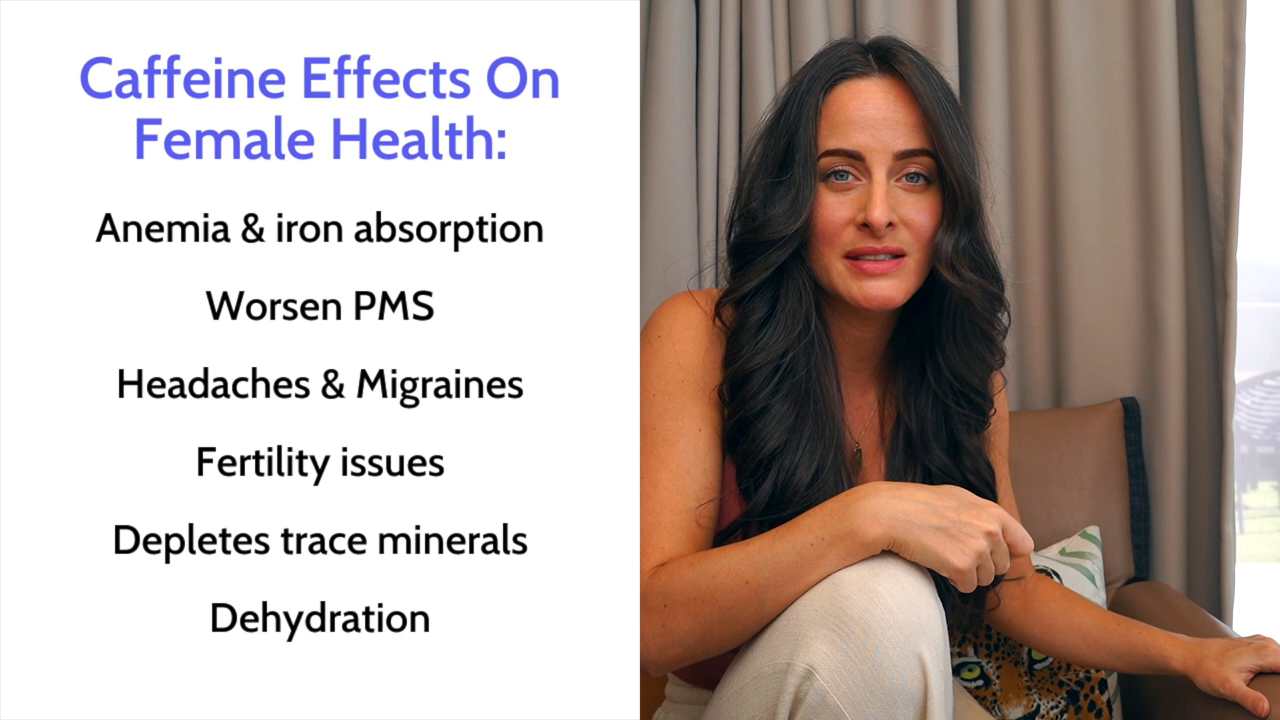 Caffeine Effects On
Female Health:
Anemia & iron absorption
Worsen PMS
Headaches & Migraines
Fertility issues
Depletes trace minerals
Dehydration